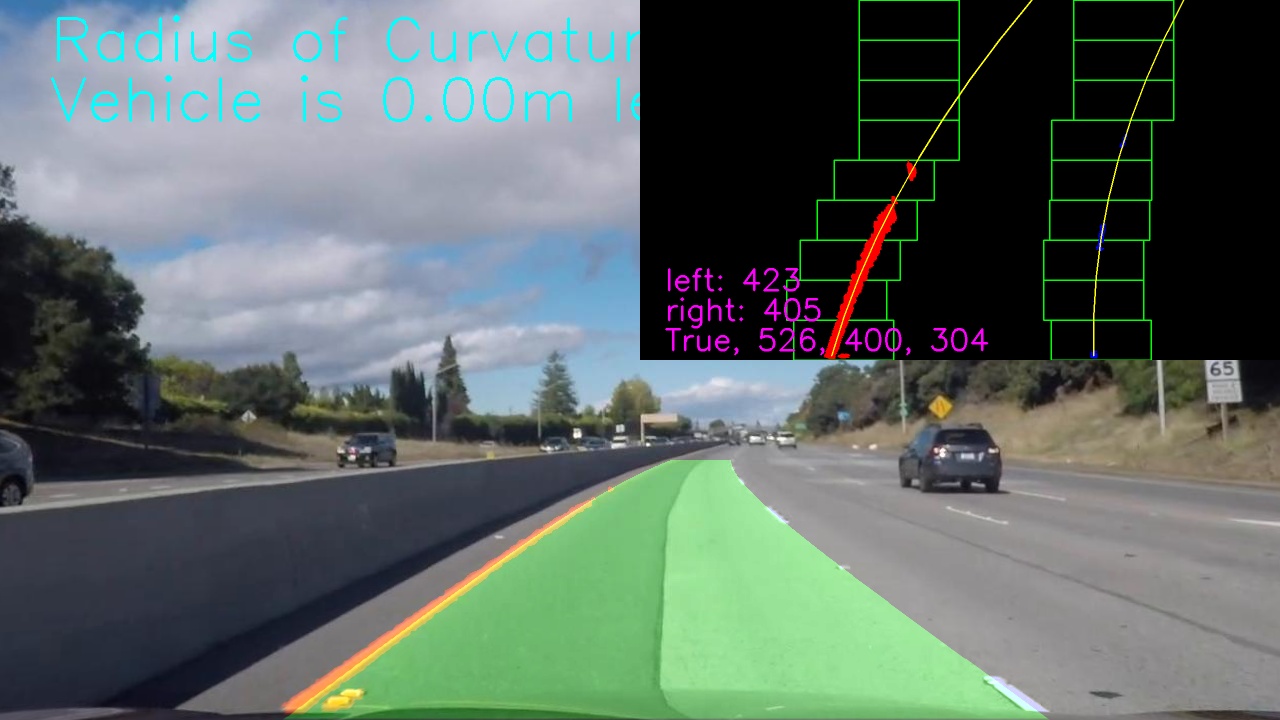 Radius of Curvatur
Vehicle is 0.00m le
left: 423
right: 405
True, 526, 400, 304
65